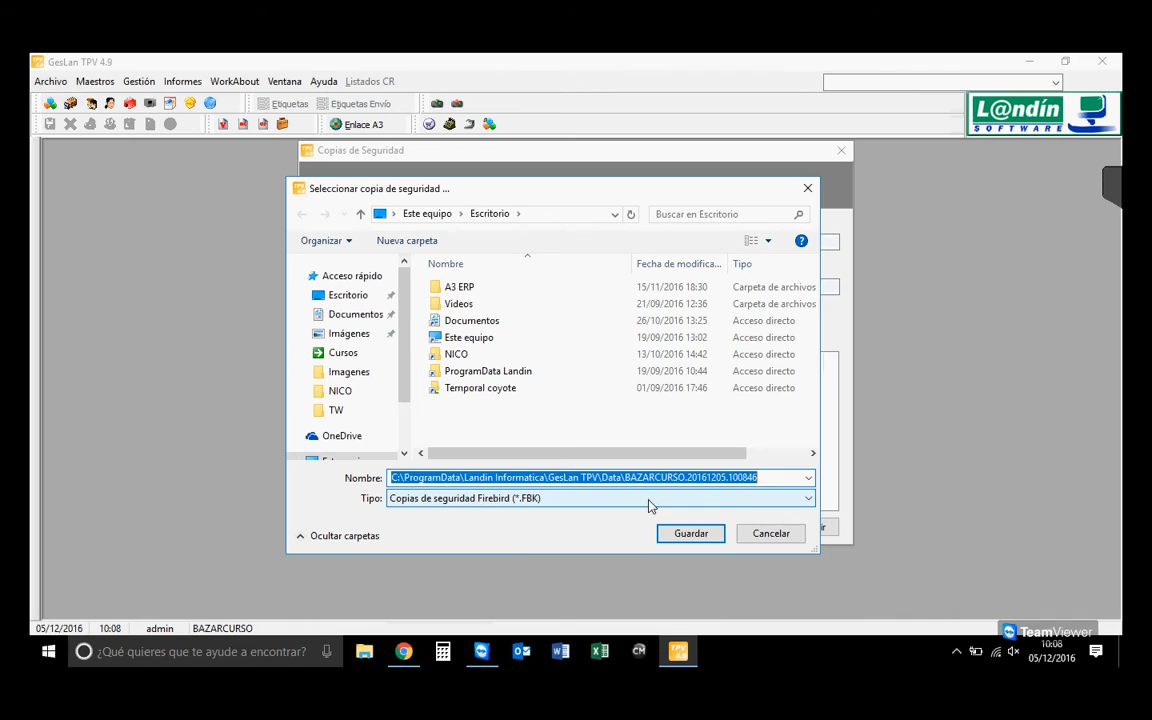 GesLan TPV 4.9
Archivo Maestros Gestión Informes WorkAbout Ventana Ayuda Listados CR
Etiquetas Etiquetas Envío
Enlace A3
L@ndín
SOFTWARE
Copias de Seguridad
Seleccionar copia de seguridad ...
Este equipo Escritorio
Buscar en Escritorio
Organizar Nueva carpeta
Nombre Fecha de modifica... Tipo
Acceso rápido
Escritorio
Documentos
Imágenes
Cursos
Imagenes
NICO
TW
OneDrive
A3 ERP 15/11/2016 18:30 Carpeta de archivos
Videos 21/09/2016 12:36 Carpeta de archivos
Documentos 26/10/2016 13:25 Acceso directo
Este equipo 19/09/2016 13:02 Acceso directo
NICO 13/10/2016 14:42 Acceso directo
ProgramData Landin 19/09/2016 10:44 Acceso directo
Temporal coyote 01/09/2016 17:46 Acceso directo
Nombre: C:\ProgramData\Landin Informatica\GesLan TPV\Data\BAZARCURSO.20161205.100846
Tipo: Copias de seguridad Firebird (*.FBK)
Ocultar carpetas Guardar Cancelar
05/12/2016 10:08 admin BAZARCURSO
TeamViewer
¿Qué quieres que te ayude a encontrar?
TPV
4.9
10:08
05/12/2016